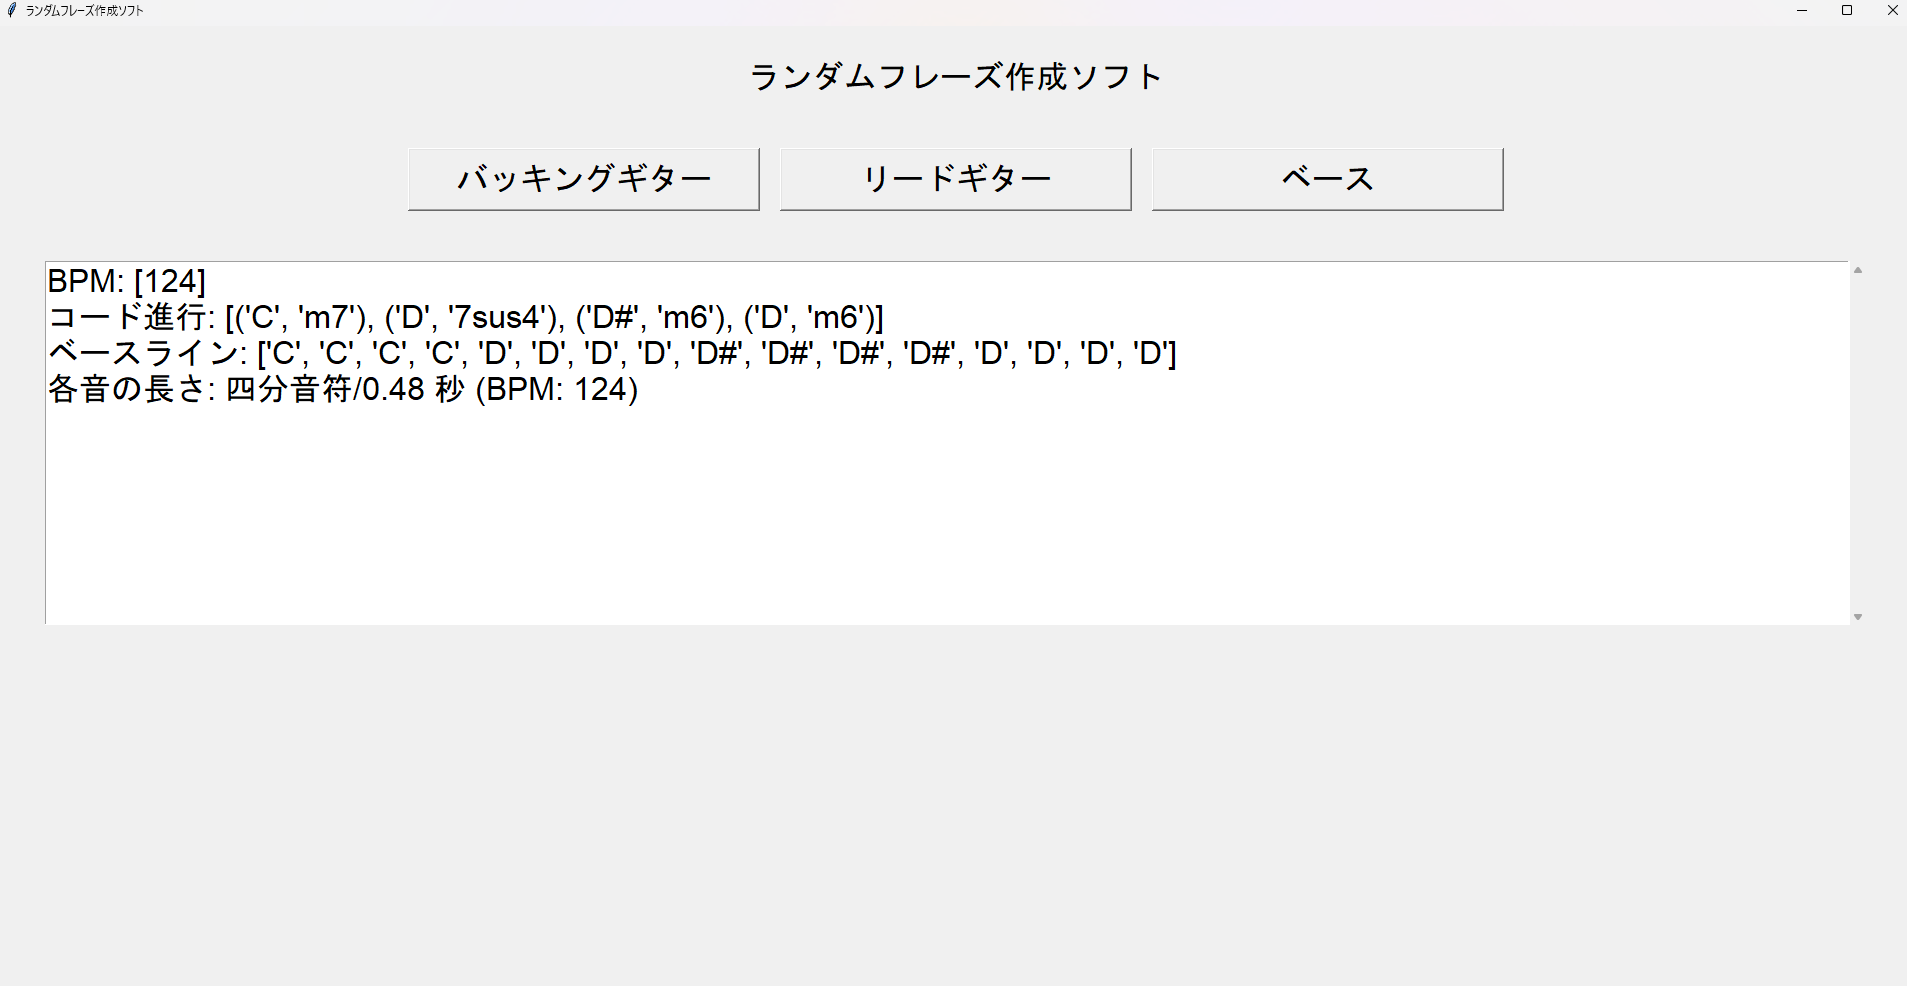 ランダムフレーズ作成ソフト
ランダムフレーズ作成ソフト
バッキングギター
リードギター
ベース
BPM: [124]
コード進行: [('C', 'm7'), ('D', '7sus4'), ('D#', 'm6'), ('D', 'm6')]
ベースライン: ['C', 'C', 'C', 'C', 'D', 'D', 'D', 'D', 'D#', 'D#', 'D#', 'D#', 'D', 'D', 'D', 'D']
各音の長さ: 四分音符/0.48 秒 (BPM: 124)